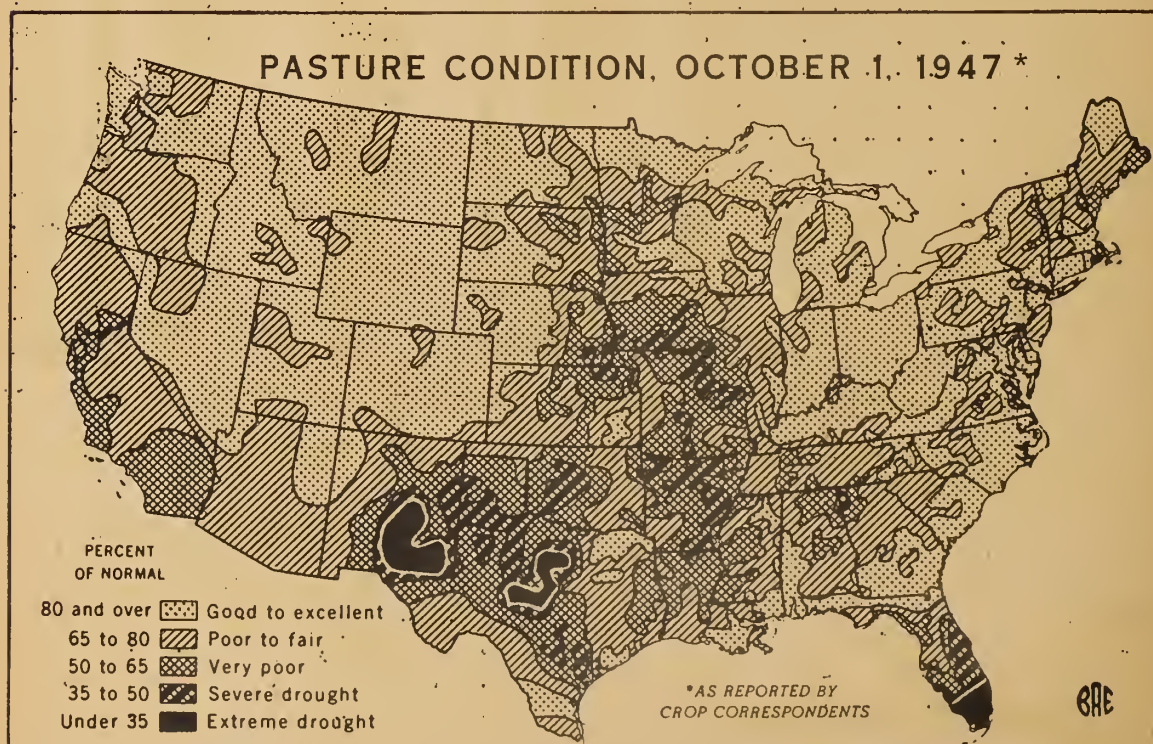 PASTURE CONDITION, OCTOBER 1, 1947*
PERCENT
OF NORMAL
80 and over Good to excellent
65 to 80 Poor to fair
50 to 65 Very poor
35 to 50 Severe drought
Under 35 Extreme drought
*AS REPORTED BY
CROP CORRESPONDENTS
BAE